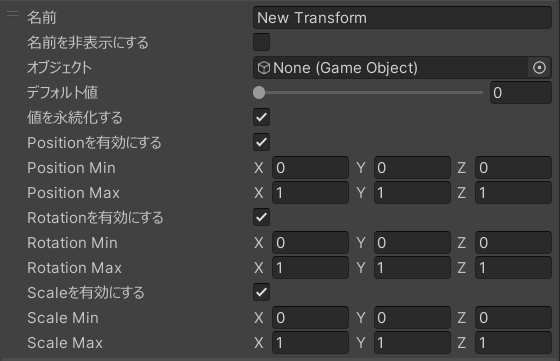 名前 New Transform
名前を非表示にする
オブジェクト None (Game Object)
デフォルト値 0
値を永続化する
Positionを有効にする
Position Min X 0 Y 0 Z 0
Position Max X 1 Y 1 Z 1
Rotationを有効にする
Rotation Min X 0 Y 0 Z 0
Rotation Max X 1 Y 1 Z 1
Scaleを有効にする
Scale Min X 0 Y 0 Z 0
Scale Max X 1 Y 1 Z 1